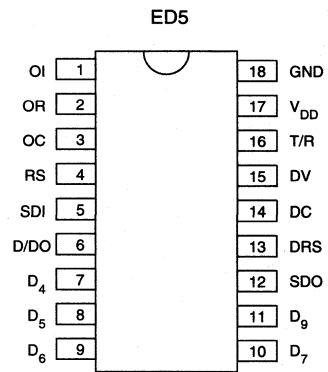 ED5
OI 1 18 GND
OR 2 17 V_DD
OC 3 16 T/R
RS 4 15 DV
SDI 5 14 DC
D/DO 6 13 DRS
D₄ 7 12 SDO
D₅ 8 11 D₉
D₆ 9 10 D₇